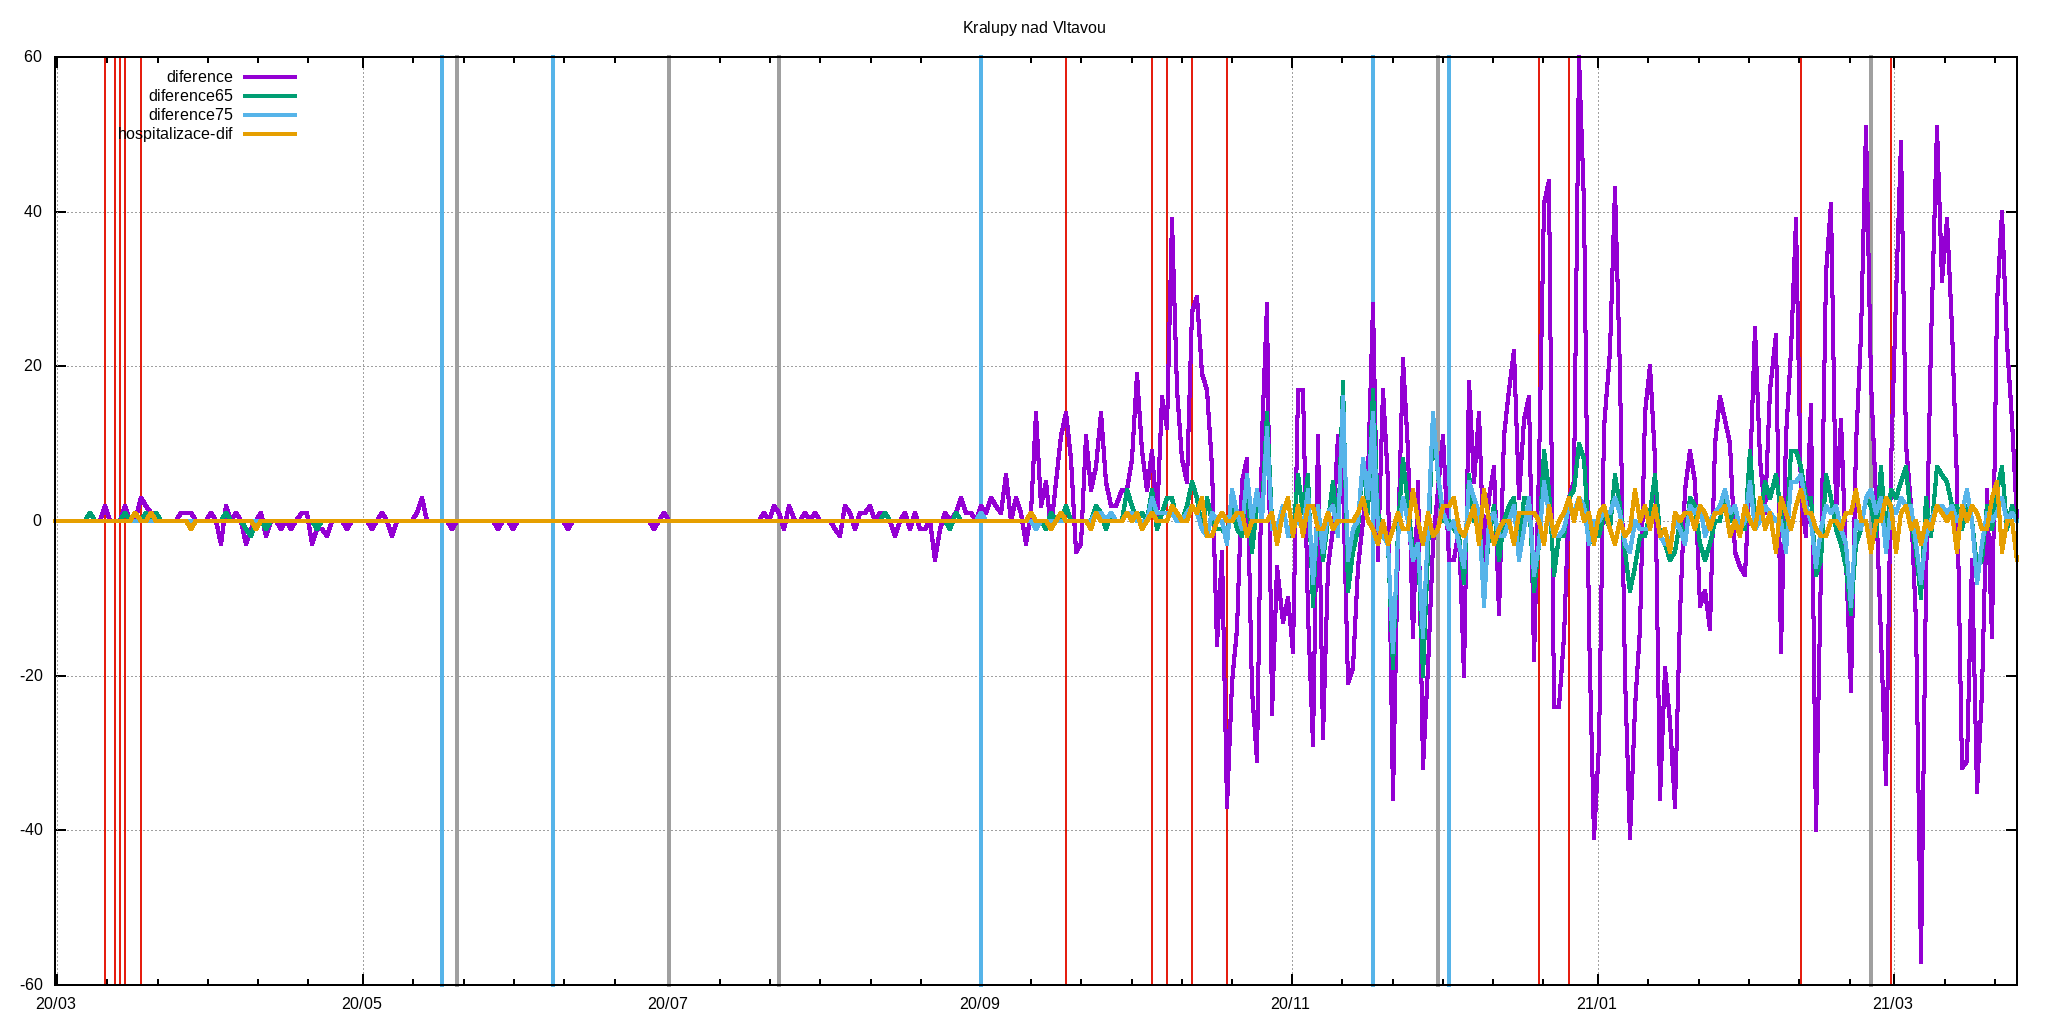 Kralupy nad Vltavou
diference
diference65
diference75
hospitalizace-dif
60
40
20
0
-20
-40
-60
20/03 20/05 20/07 20/09 20/11 21/01 21/03